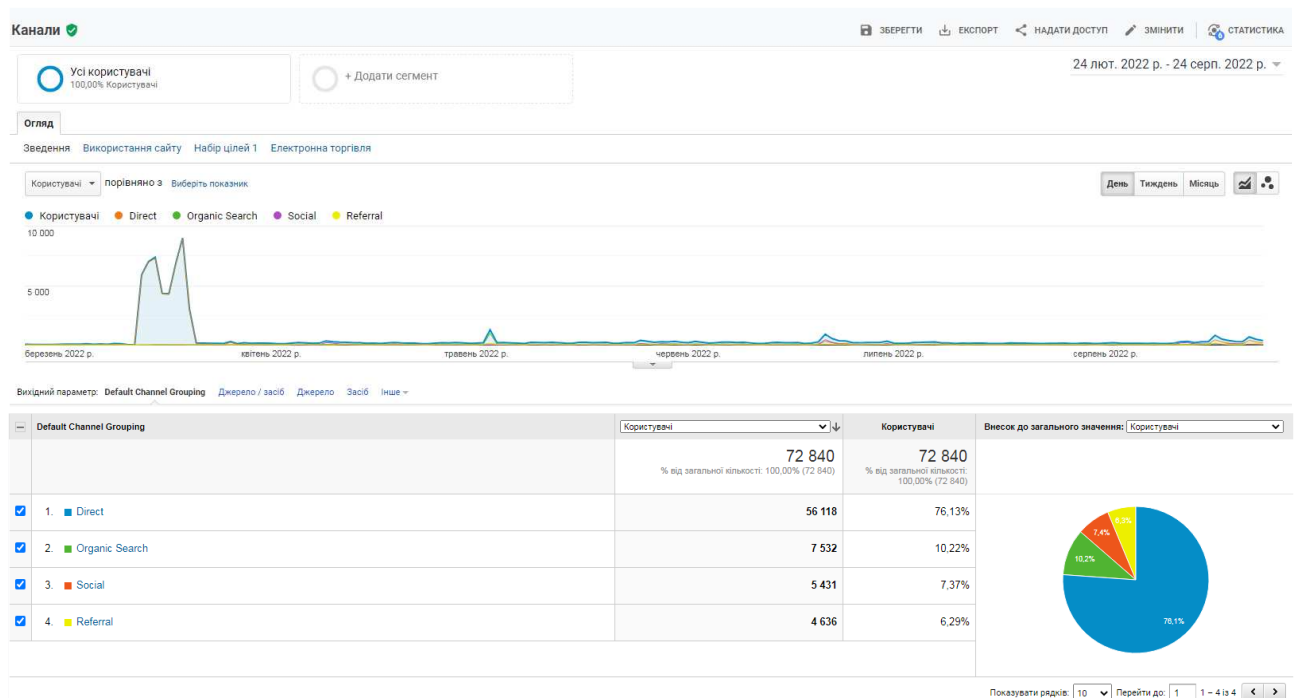 Канали
ЗБЕРЕГТИ ЕКСПОРТ НАДАТИ ДОСТУП ЗМІНИТИ СТАТИСТИКА
Усі користувачі
100,00% Користувачі
+ Додати сегмент
24 лют. 2022 р. - 24 серп. 2022 р.
Огляд
Зведення Використання сайту Набір цілей 1 Електронна торгівля
Користувачі порівняно з Виберіть показник
День Тиждень Місяць
Користувачі Direct Organic Search Social Referral
10 000
5 000
березень 2022 р. квітень 2022 р. травень 2022 р. червень 2022 р. липень 2022 р. серпень 2022 р.
Вихідний параметр: Default Channel Grouping Джерело / засіб Джерело Засіб Інше
Default Channel Grouping Користувачі Користувачі Внесок до загального значення: Користувачі
72 840 72 840
% від загальної кількості: 100,00% (72 840) % від загальної кількості:
100,00% (72 840)
1. Direct 56 118 76,13%
2. Organic Search 7 532 10,22%
3. Social 5 431 7,37%
4. Referral 4 636 6,29%
6,3%
7,4%
10,2%
76,1%
Показувати рядків: 10 Перейти до: 1 1 – 4 із 4